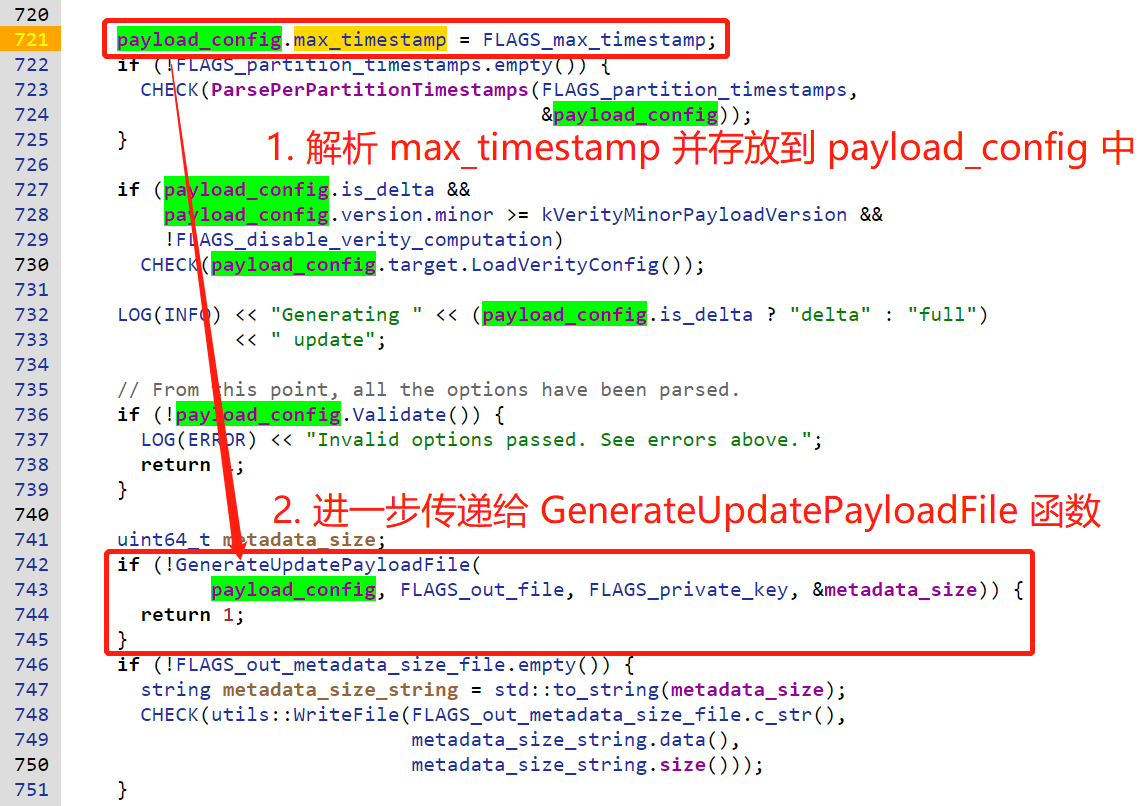 720
721 payload_config.max_timestamp = FLAGS_max_timestamp;
722 if (!FLAGS_partition_timestamps.empty()) {
723 CHECK(ParsePerPartitionTimestamps(FLAGS_partition_timestamps,
724 &payload_config));
725 }
1. 解析 max_timestamp 并存放到 payload_config 中
726
727 if (payload_config.is_delta &&
728 payload_config.version.minor >= kVerityMinorPayloadVersion &&
729 !FLAGS_disable_verity_computation)
730 CHECK(payload_config.target.LoadVerityConfig());
731
732 LOG(INFO) << "Generating " << (payload_config.is_delta ? "delta" : "full")
733 << " update";
734
735 // From this point, all the options have been parsed.
736 if (!payload_config.Validate()) {
737 LOG(ERROR) << "Invalid options passed. See errors above.";
738 return 1;
739 }
2. 进一步传递给 GenerateUpdatePayloadFile 函数
740
741 uint64_t metadata_size;
742 if (!GenerateUpdatePayloadFile(
743 payload_config, FLAGS_out_file, FLAGS_private_key, &metadata_size)) {
744 return 1;
745 }
746 if (!FLAGS_out_metadata_size_file.empty()) {
747 string metadata_size_string = std::to_string(metadata_size);
748 CHECK(utils::WriteFile(FLAGS_out_metadata_size_file.c_str(),
749 metadata_size_string.data(),
750 metadata_size_string.size()));
751 }